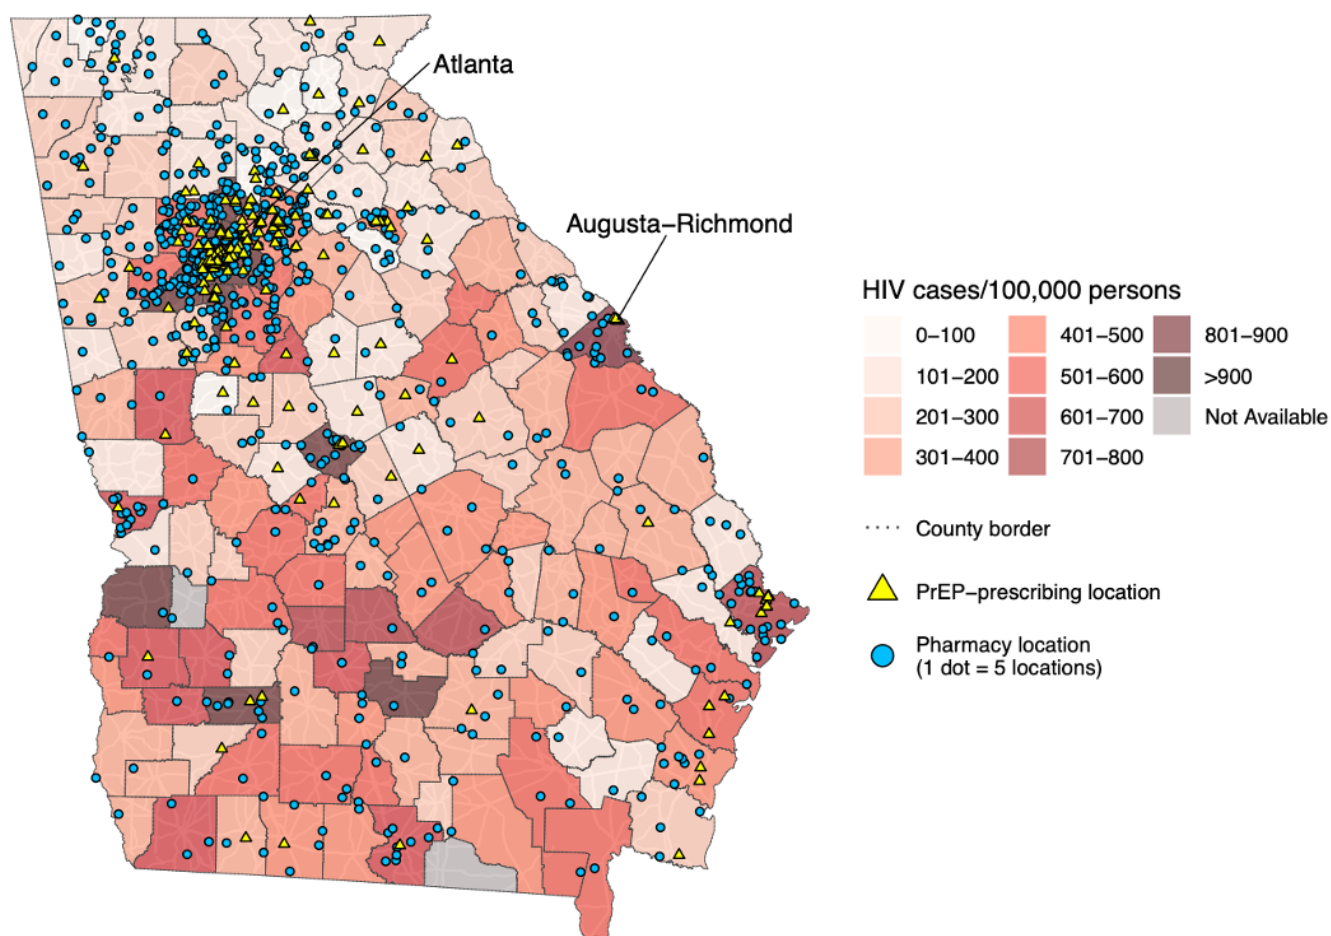 Atlanta
Augusta−Richmond
HIV cases/100,000 persons
0−100
101−200
201−300
301−400
401−500
501−600
601−700
701−800
801−900
>900
Not Available
County border
PrEP−prescribing location
Pharmacy location
(1 dot = 5 locations)